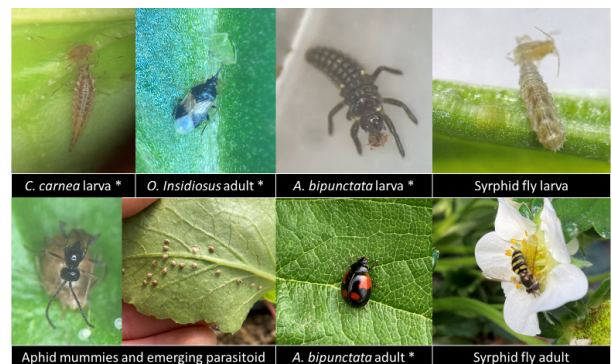 C. carnea larva *
O. Insidiosus adult *
A. bipunctata larva *
Syrphid fly larva
Aphid mummies and emerging parasitoid
A. bipunctata adult *
Syrphid fly adult